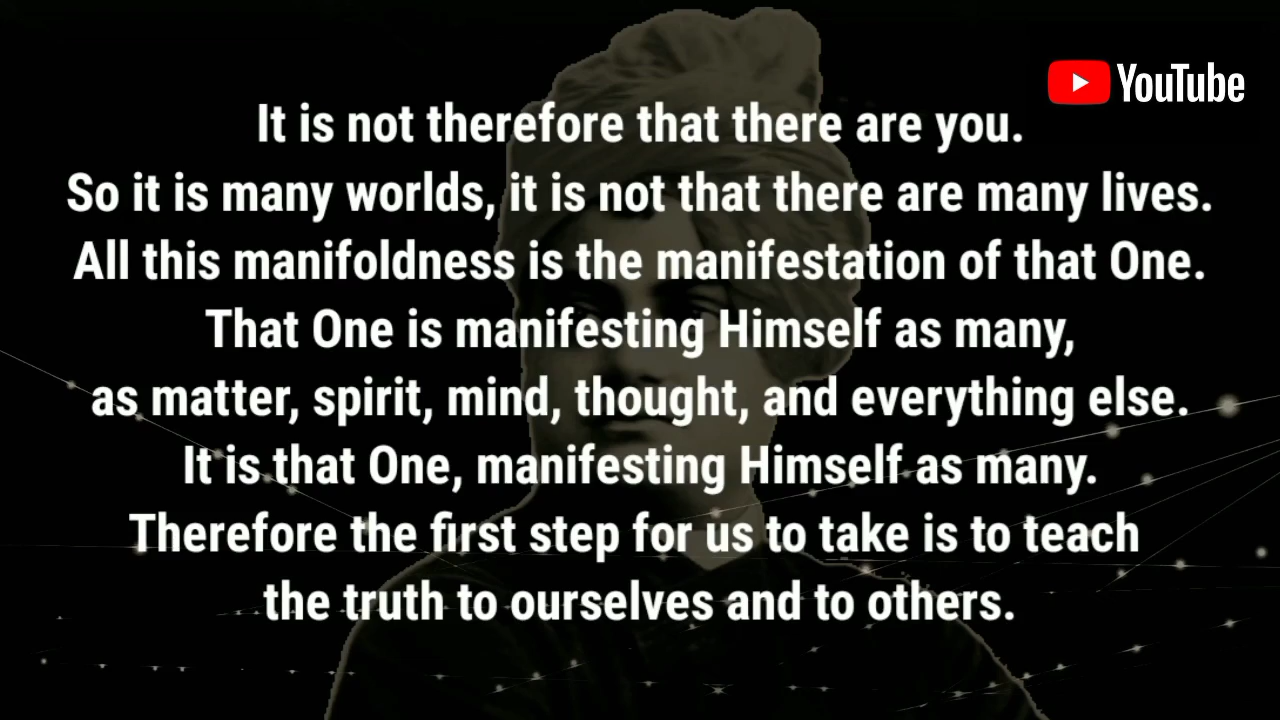 YouTube
It is not therefore that there are you.
So it is many worlds, it is not that there are many lives.
All this manifoldness is the manifestation of that One.
That One is manifesting Himself as many,
as matter, spirit, mind, thought, and everything else.
It is that One, manifesting Himself as many.
Therefore the first step for us to take is to teach
the truth to ourselves and to others.